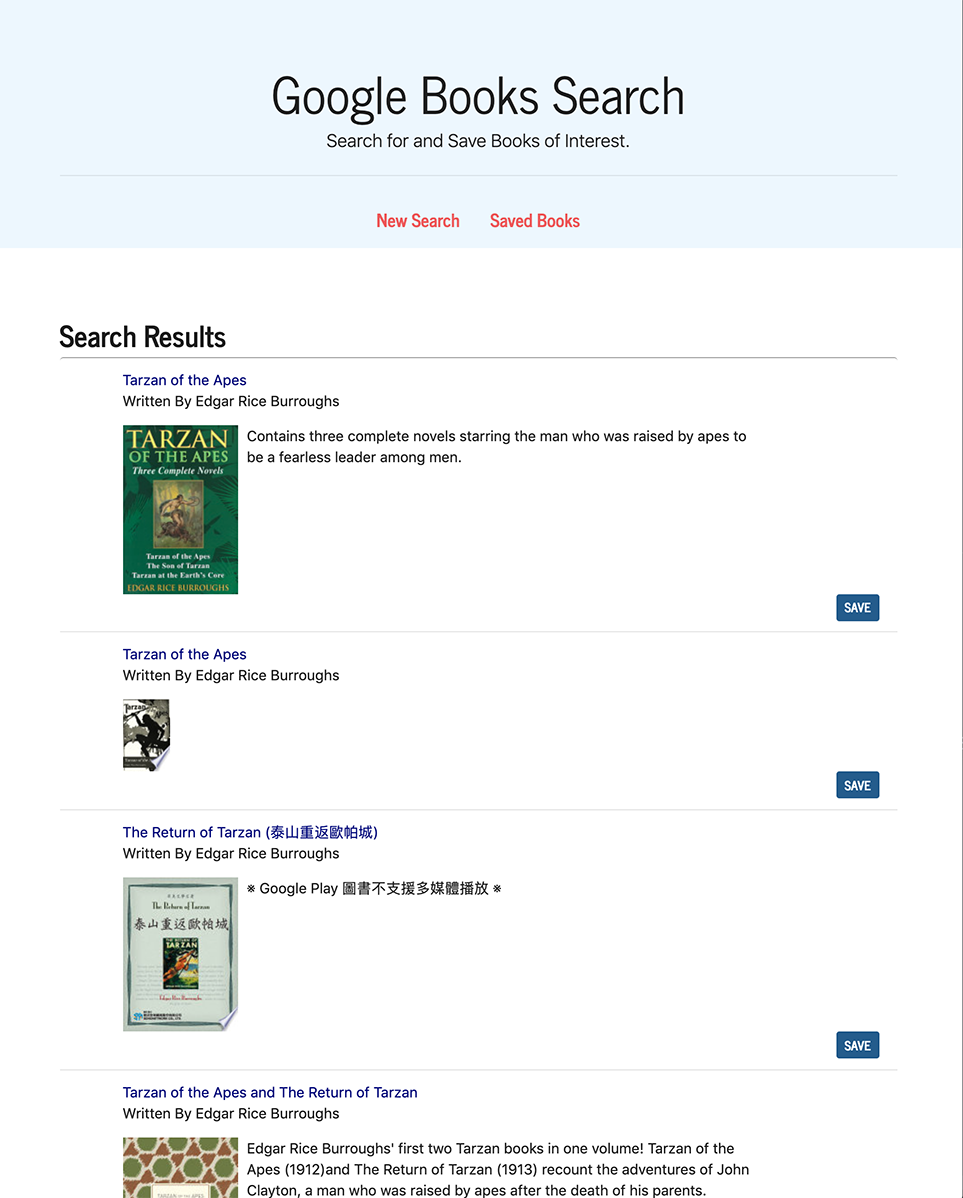 Google Books Search
Search for and Save Books of Interest.
New Search Saved Books
Search Results
Tarzan of the Apes
Written By Edgar Rice Burroughs
TARZAN
OF THE APES
Three Complete Novels
Tarzan of the Apes
The Son of Tarzan
Tarzan at the Earth's Core
EDGAR RICE BURROUGHS
Contains three complete novels starring the man who was raised by apes to
be a fearless leader among men.
SAVE
Tarzan of the Apes
Written By Edgar Rice Burroughs
Tarzan
SAVE
The Return of Tarzan (泰山重返歐帕城)
Written By Edgar Rice Burroughs
The Return of Tarzan
泰山重返歐帕城
THE RETURN OF
TARZAN
Edgar Rice Burroughs
※ Google Play 圖書不支援多媒體播放 ※
SAVE
Tarzan of the Apes and The Return of Tarzan
Written By Edgar Rice Burroughs
TARZAN OF THE APES
Edgar Rice Burroughs' first two Tarzan books in one volume! Tarzan of the
Apes (1912)and The Return of Tarzan (1913) recount the adventures of John
Clayton, a man who was raised by apes after the death of his parents.